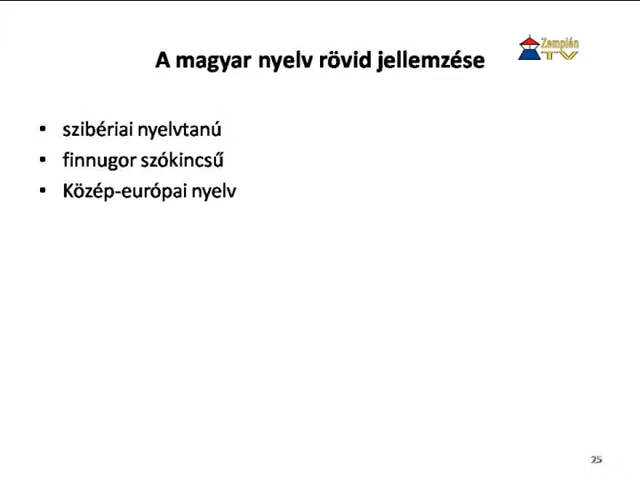 A magyar nyelv rövid jellemzése
Zemplén
TV
▪ szibériai nyelvtanú
▪ finnugor szókincsű
▪ Közép-európai nyelv
25